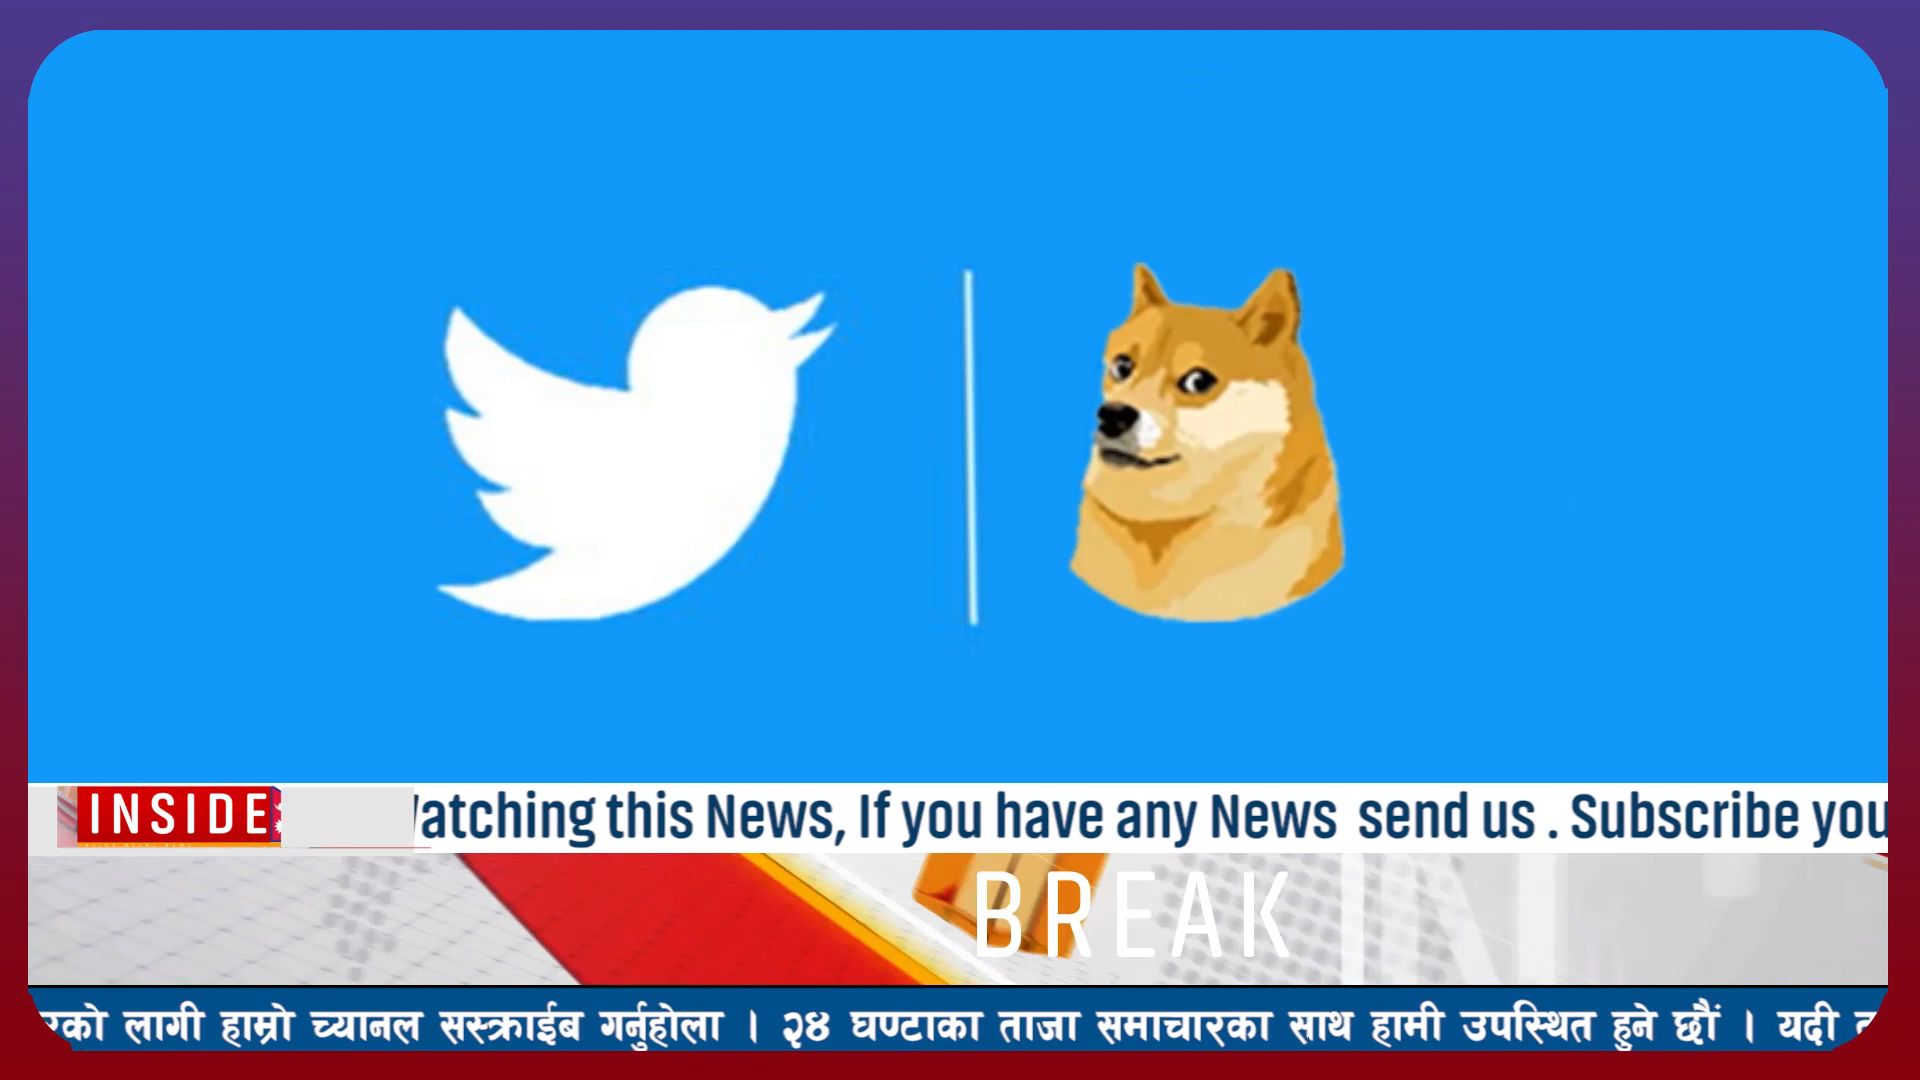 INSIDE
atching this News, If you have any News send us . Subscribe you
BREAK
रको लागी हाम्रो च्यानल सस्क्राईब गर्नुहोला । २४ घण्टाका ताजा समाचारका साथ हामी उपस्थित हुने छौं । यदी